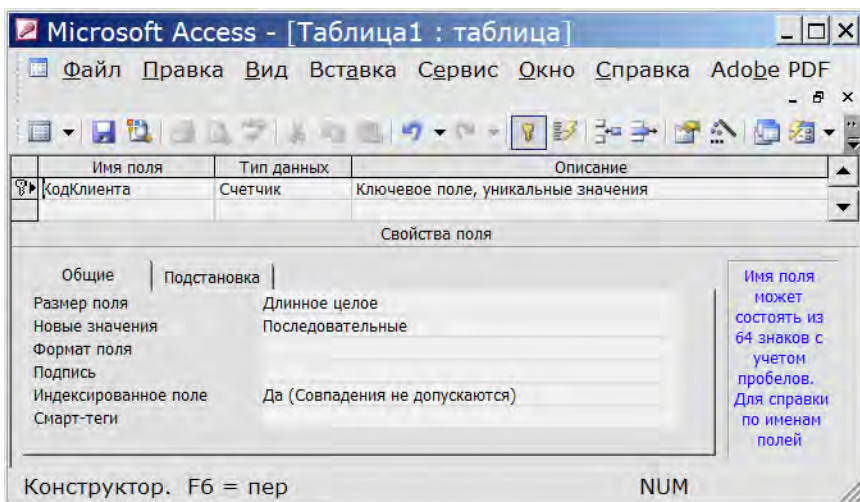 Microsoft Access - [Таблица1 : таблица]
Файл Правка Вид Вставка Сервис Окно Справка Adobe PDF
Имя поля Тип данных Описание
КодКлиента Счетчик Ключевое поле, уникальные значения
Свойства поля
Общие Подстановка
Размер поля Длинное целое
Новые значения Последовательные
Формат поля
Подпись
Индексированное поле Да (Совпадения не допускаются)
Смарт-теги
Имя поля
может
состоять из
64 знаков с
учетом
пробелов.
Для справки
по именам
полей
Конструктор. F6 = пер NUM